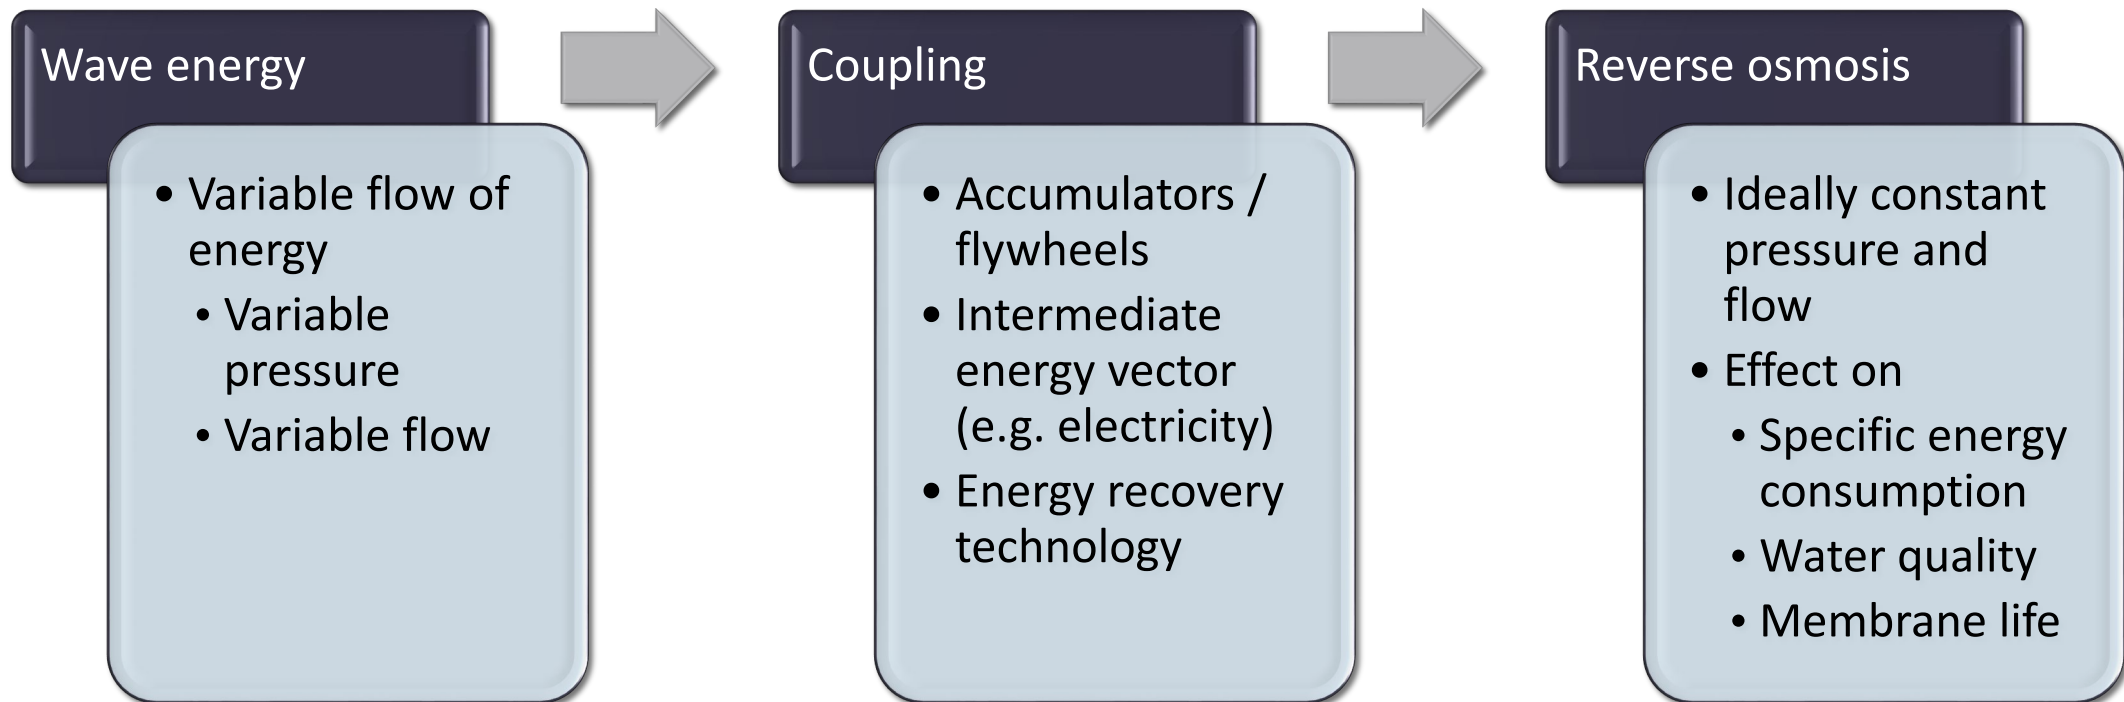 Wave energy
• Variable flow of
energy
• Variable
pressure
• Variable flow
Coupling
• Accumulators /
flywheels
• Intermediate
energy vector
(e.g. electricity)
• Energy recovery
technology
Reverse osmosis
• Ideally constant
pressure and
flow
• Effect on
• Specific energy
consumption
• Water quality
• Membrane life